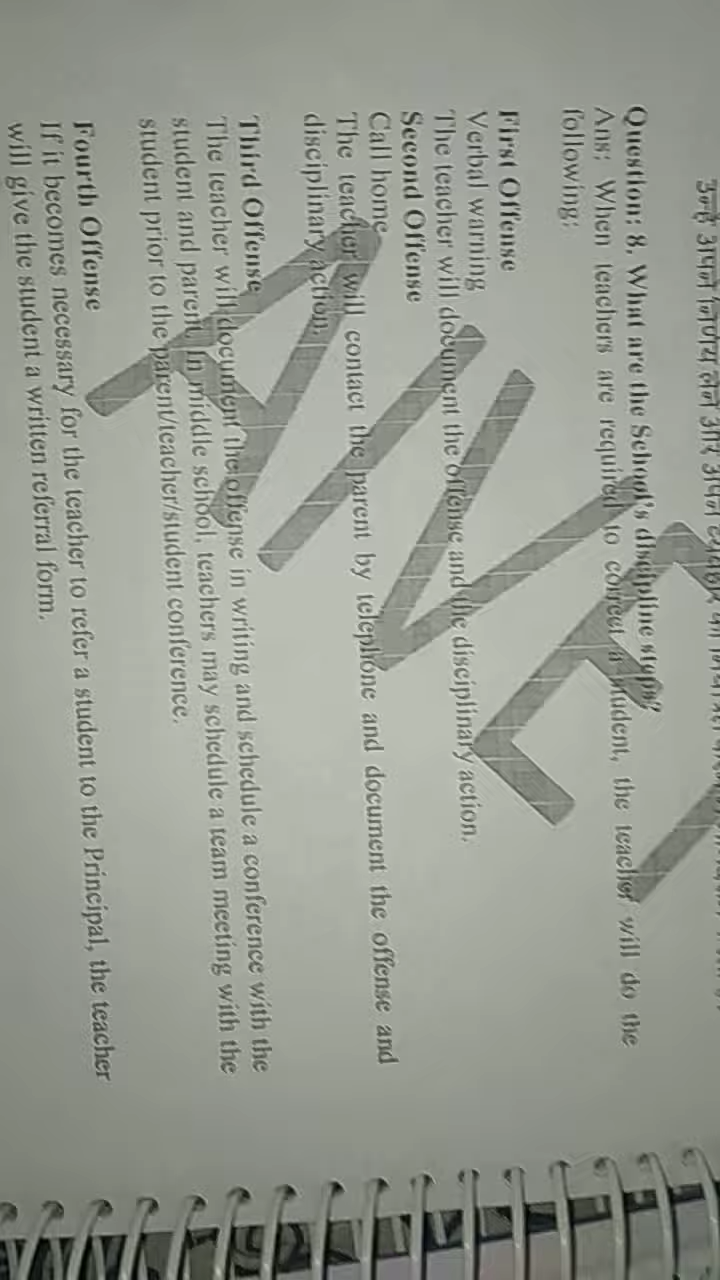 उन्हें अपने निर्णय लेने और अपने
Question: 8. What are the School's discipline steps?
Ans; When teachers are required to correct a student, the teacher will do the
following:
First Offense
Verbal warning
The teacher will document the offense and the disciplinary action.
Second Offense
Call home
The teacher will contact the parent by telephone and document the offense and
disciplinary action.
Third Offense
The teacher will document the offense in writing and schedule a conference with the
student and parent. In middle school, teachers may schedule a team meeting with the
student prior to the parent/teacher/student conference.
Fourth Offense
If it becomes necessary for the teacher to refer a student to the Principal, the teacher
will give the student a written referral form.